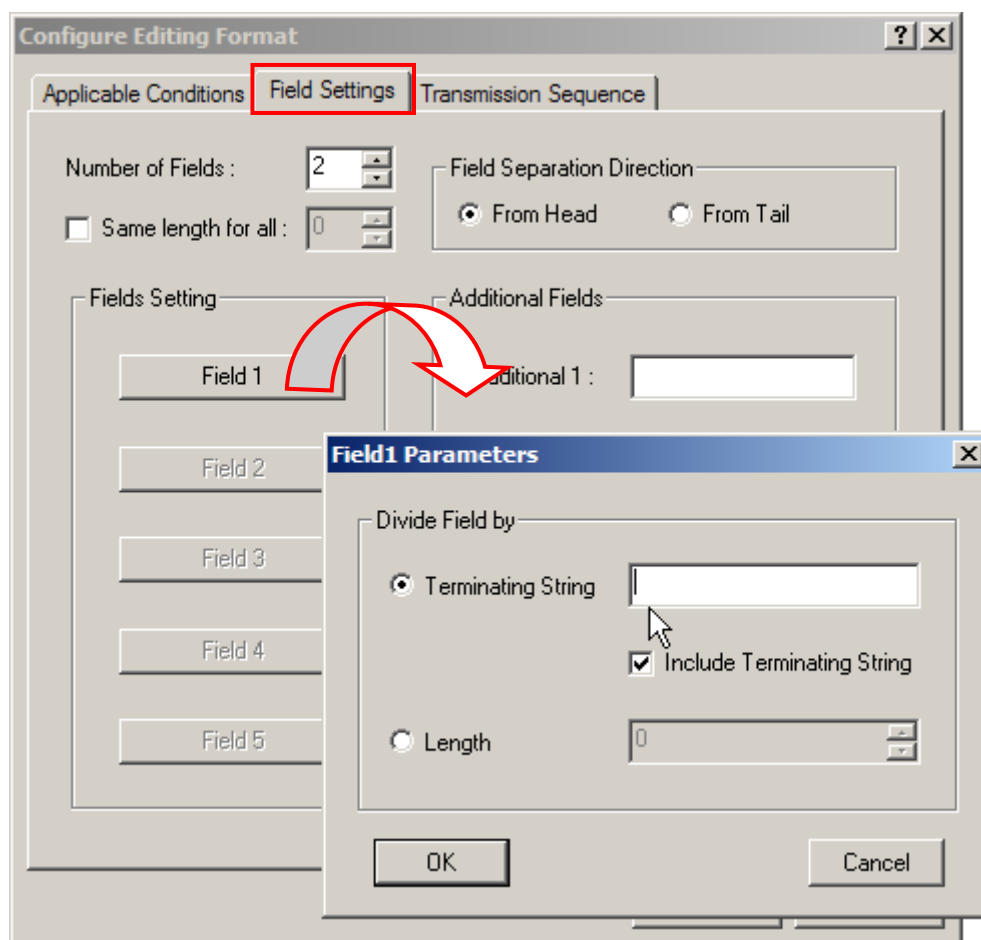 Configure Editing Format
Applicable Conditions Field Settings Transmission Sequence
Number of Fields : 2
Field Separation Direction
From Head From Tail
Same length for all : 0
Fields Setting
Additional Fields
Field 1
ditional 1 :
Field 2
Field 3
Field 4
Field 5
Field1 Parameters
Divide Field by
Terminating String
Include Terminating String
Length 0
OK Cancel